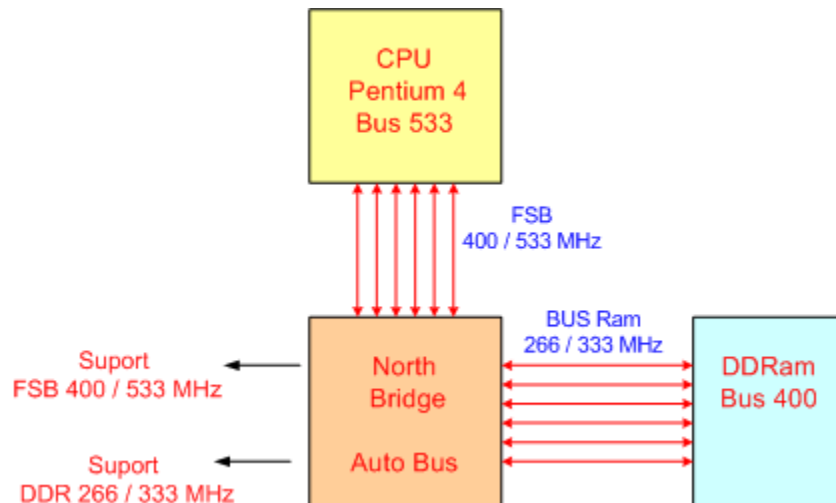 CPU
Pentium 4
Bus 533
FSB
400 / 533 MHz
BUS Ram
266 / 333 MHz
Suport
FSB 400 / 533 MHz
North
Bridge
Auto Bus
DDRam
Bus 400
Suport
DDR 266 / 333 MHz